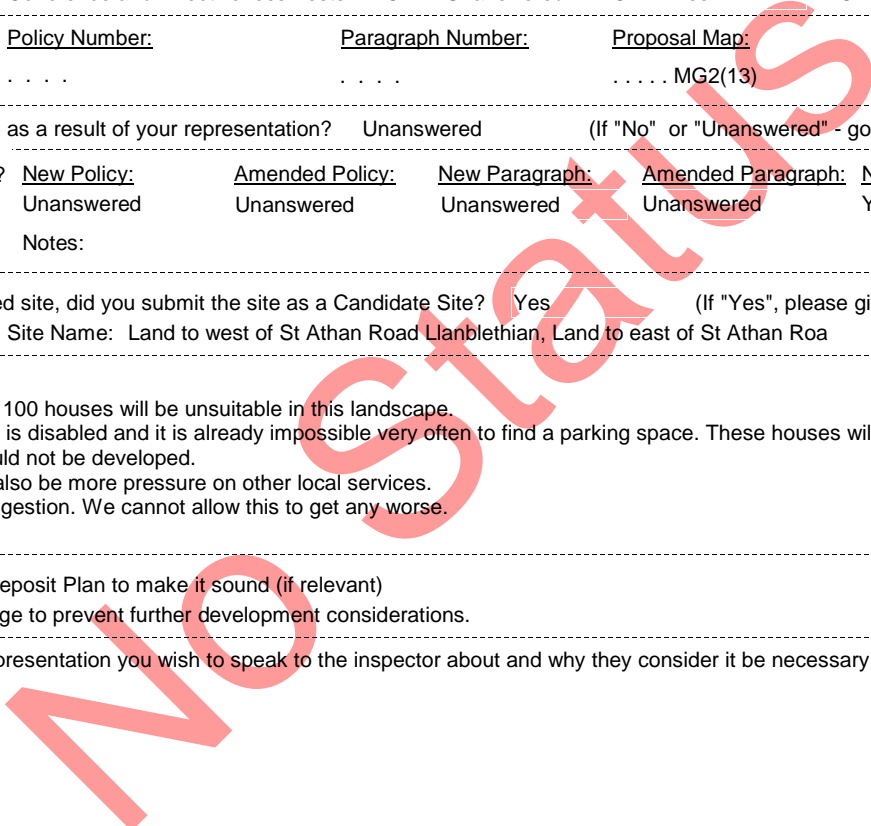 Policy Number: Paragraph Number: Proposal Map:
. . . . . . . . . . . . . MG2(13)
as a result of your representation? Unanswered (If "No" or "Unanswered" - go
? New Policy: Amended Policy: New Paragraph: Amended Paragraph: N
Unanswered Unanswered Unanswered Unanswered Y
Notes:
ed site, did you submit the site as a Candidate Site? Yes (If "Yes", please gi
Site Name: Land to west of St Athan Road Llanblethian, Land to east of St Athan Roa
100 houses will be unsuitable in this landscape.
is disabled and it is already impossible very often to find a parking space. These houses wil
uld not be developed.
also be more pressure on other local services.
gestion. We cannot allow this to get any worse.
eposit Plan to make it sound (if relevant)
ge to prevent further development considerations.
presentation you wish to speak to the inspector about and why they consider it be necessary
No Status